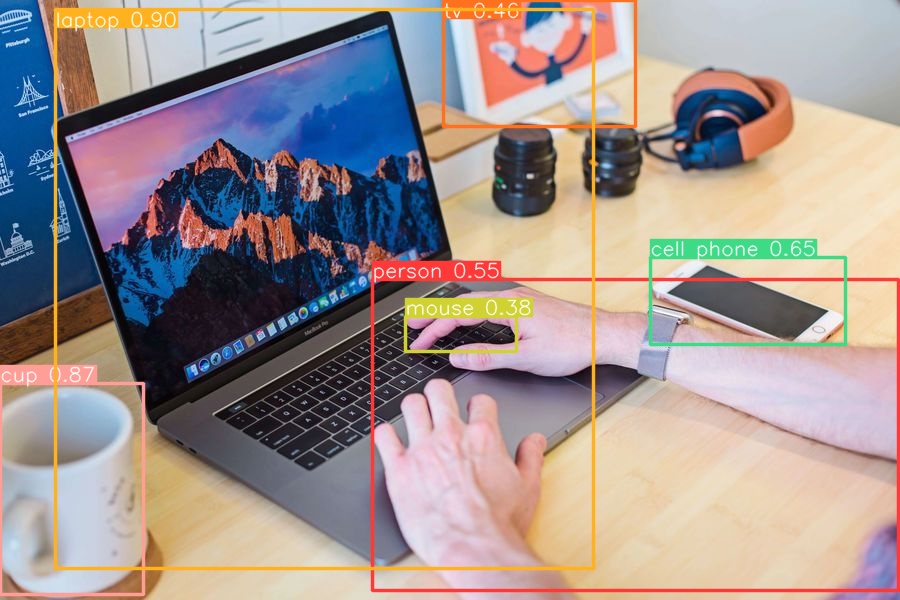 laptop 0.90
tv 0.46
Pittsburgh
San Francisco
Washington D.C.
cell phone 0.65
person 0.55
mouse 0.38
MacBook Pro
cup 0.87